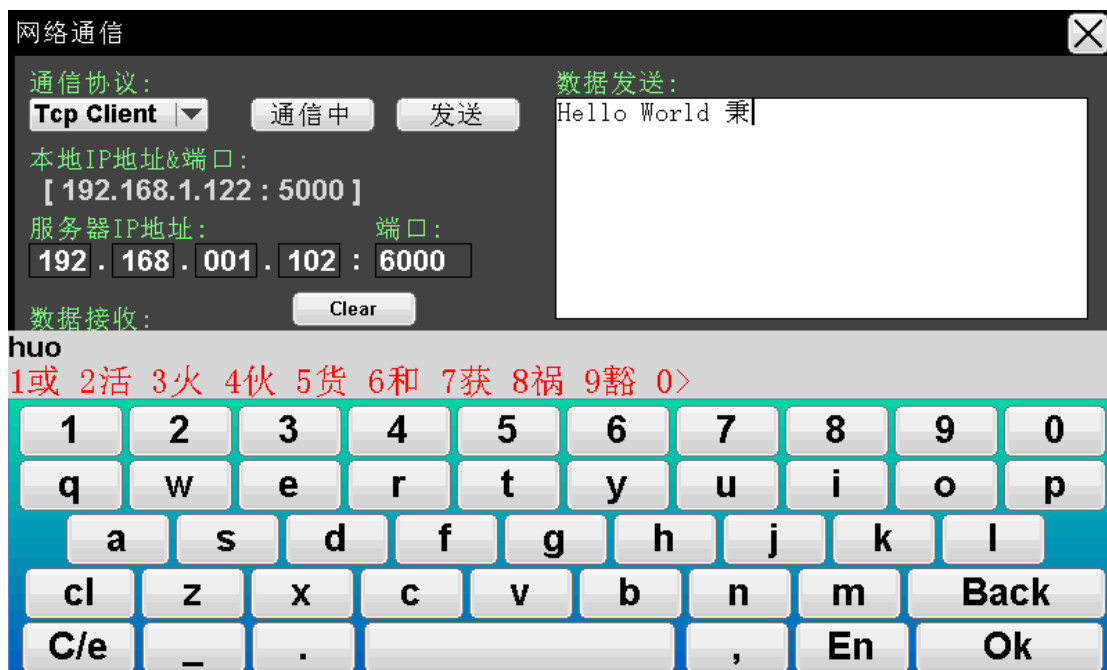 网络通信
通信协议: 数据发送:
Tcp Client 通信中 发送 Hello World 秉
本地IP地址&端口:
[ 192.168.1.122 : 5000 ]
服务器IP地址: 端口:
192 . 168 . 001 . 102 : 6000
数据接收: Clear
huo
1或 2活 3火 4伙 5货 6和 7获 8祸 9豁 0>
1 2 3 4 5 6 7 8 9 0
q w e r t y u i o p
a s d f g h j k l
cl z x c v b n m Back
C/e _ . , En Ok